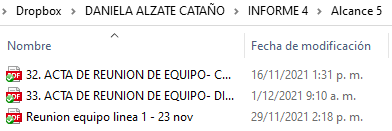 Dropbox > DANIELA ALZATE CATAÑO > INFORME 4 > Alcance 5
Nombre Fecha de modificación
32. ACTA DE REUNION DE EQUIPO- C... 16/11/2021 1:31 p. m.
33. ACTA DE REUNION DE EQUIPO- DI... 1/12/2021 9:10 a. m.
Reunion equipo linea 1 - 23 nov 29/11/2021 2:18 p. m.